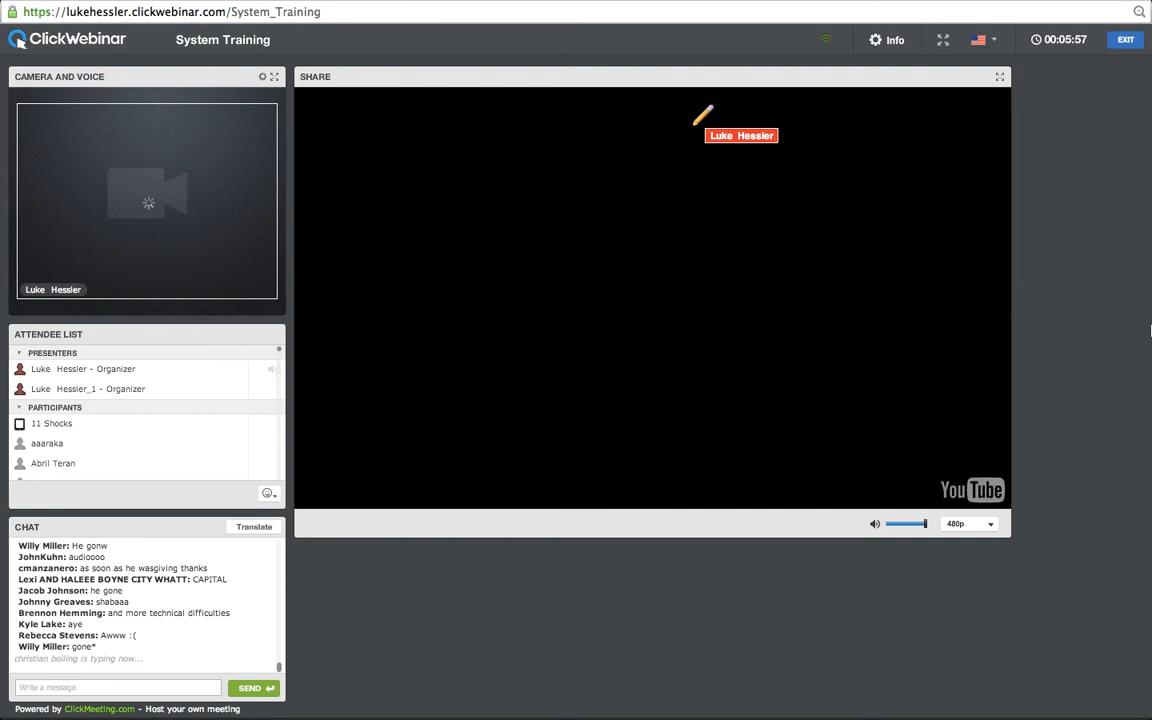 https://lukehessler.clickwebinar.com/System_Training
ClickWebinar
System Training
Info
00:05:57
EXIT
CAMERA AND VOICE
Luke Hessler
SHARE
Luke Hessler
YouTube
480p
ATTENDEE LIST
PRESENTERS
Luke Hessler - Organizer
Luke Hessler_1 - Organizer
PARTICIPANTS
11 Shocks
aaaraka
Abril Teran
CHAT
Translate
Willy Miller: He gonw
JohnKuhn: audioooo
cmanzanero: as soon as he wasgiving thanks
Lexi AND HALEEE BOYNE CITY WHATT: CAPITAL
Jacob Johnson: he gone
Johnny Greaves: shabaaa
Brennon Hemming: and more technical difficulties
Kyle Lake: aye
Rebecca Stevens: Awww :(
Willy Miller: gone*
christian bolling is typing now...
Write a message
SEND
Powered by ClickMeeting.com - Host your own meeting